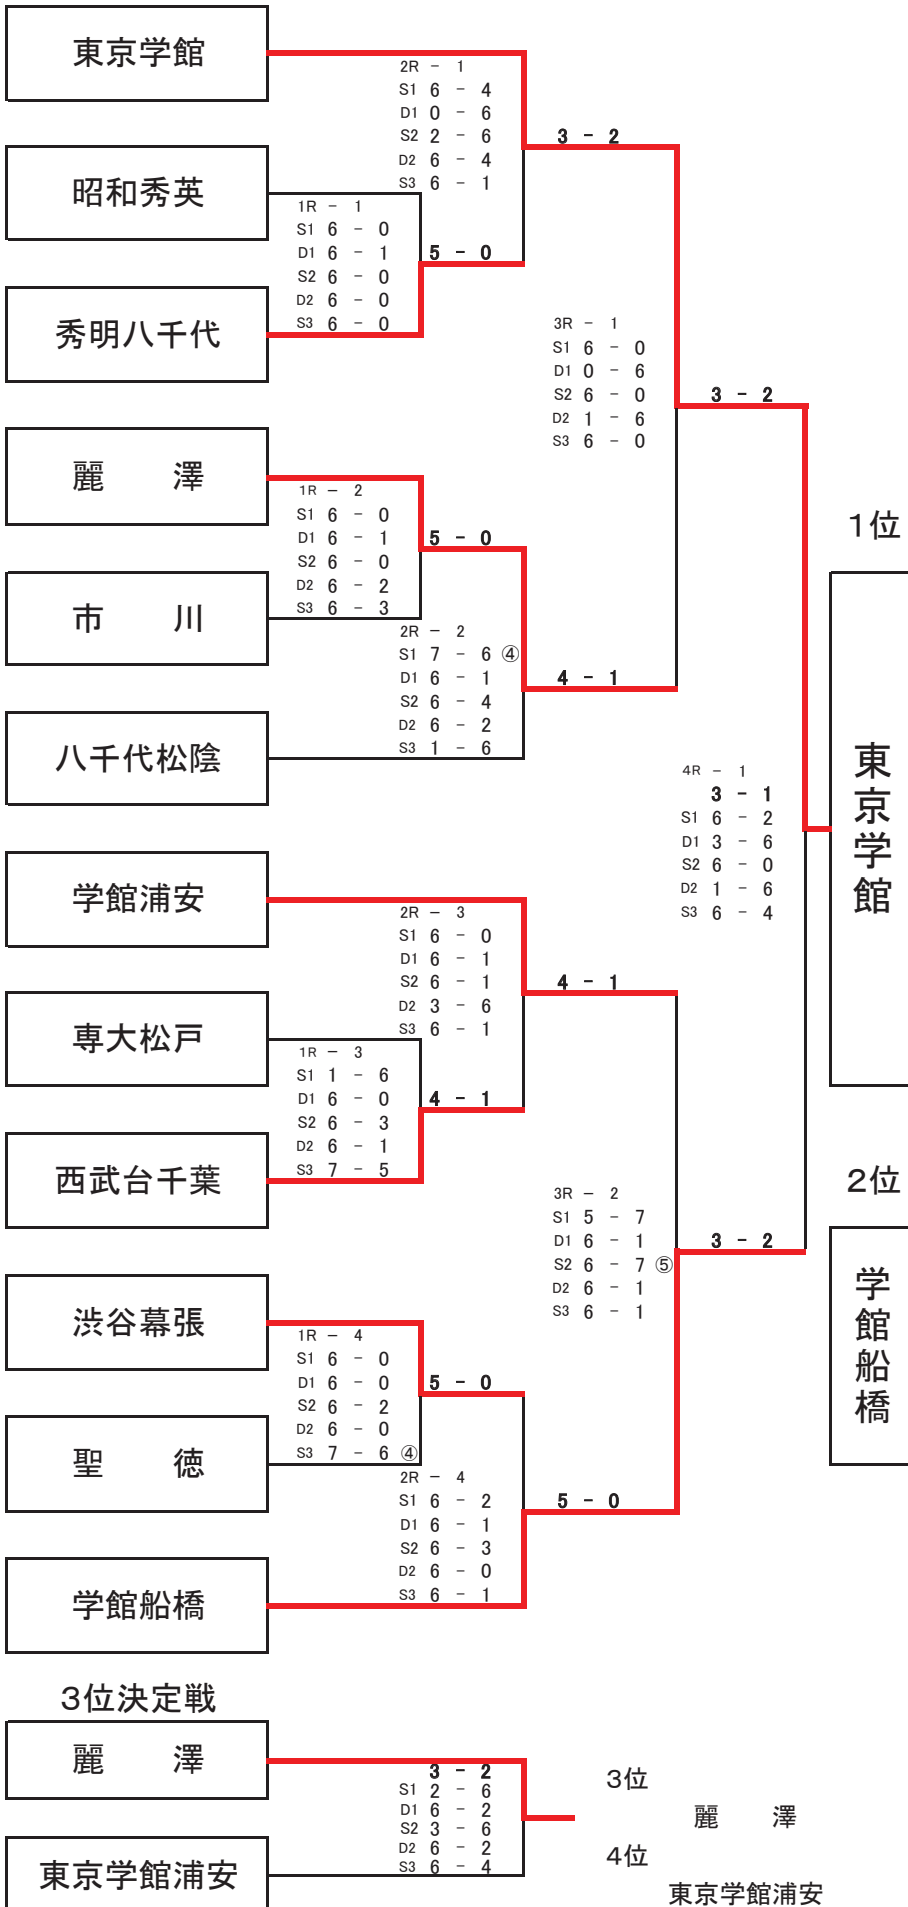 東京学館
2R － 1
S1 6 － 4
D1 0 － 6
S2 2 － 6
D2 6 － 4
S3 6 － 1
3 － 2
昭和秀英
1R － 1
S1 6 － 0
D1 6 － 1
S2 6 － 0
D2 6 － 0
S3 6 － 0
5 － 0
秀明八千代
3R － 1
S1 6 － 0
D1 0 － 6
S2 6 － 0
D2 1 － 6
S3 6 － 0
3 － 2
麗　澤
1R － 2
S1 6 － 0
D1 6 － 1
S2 6 － 0
D2 6 － 2
S3 6 － 3
5 － 0
市　川
2R － 2
S1 7 － 6 ④
D1 6 － 1
S2 6 － 4
D2 6 － 2
S3 1 － 6
4 － 1
八千代松陰
1位
東京学館
4R － 1
3 － 1
S1 6 － 2
D1 3 － 6
S2 6 － 0
D2 1 － 6
S3 6 － 4
学館浦安
2R － 3
S1 6 － 0
D1 6 － 1
S2 6 － 1
D2 3 － 6
S3 6 － 1
4 － 1
専大松戸
1R － 3
S1 1 － 6
D1 6 － 0
S2 6 － 3
D2 6 － 1
S3 7 － 5
4 － 1
西武台千葉
3R － 2
S1 5 － 7
D1 6 － 1
S2 6 － 7 ⑤
D2 6 － 1
S3 6 － 1
3 － 2
2位
学館船橋
渋谷幕張
1R － 4
S1 6 － 0
D1 6 － 0
S2 6 － 2
D2 6 － 0
S3 7 － 6 ④
5 － 0
聖　徳
2R － 4
S1 6 － 2
D1 6 － 1
S2 6 － 3
D2 6 － 0
S3 6 － 1
5 － 0
学館船橋
3位決定戦
麗　澤
3 － 2
S1 2 － 6
D1 6 － 2
S2 3 － 6
D2 6 － 2
S3 6 － 4
東京学館浦安
3位
麗　澤
4位
東京学館浦安